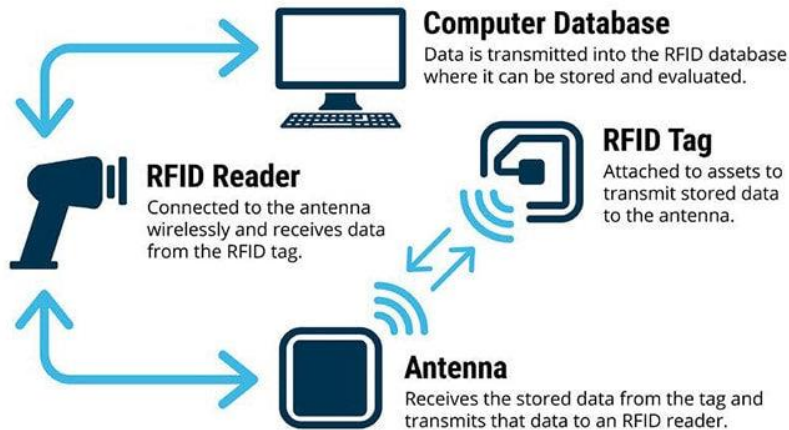 Computer Database
Data is transmitted into the RFID database
where it can be stored and evaluated.
RFID Tag
Attached to assets to
transmit stored data
to the antenna.
RFID Reader
Connected to the antenna
wirelessly and receives data
from the RFID tag.
Antenna
Receives the stored data from the tag and
transmits that data to an RFID reader.